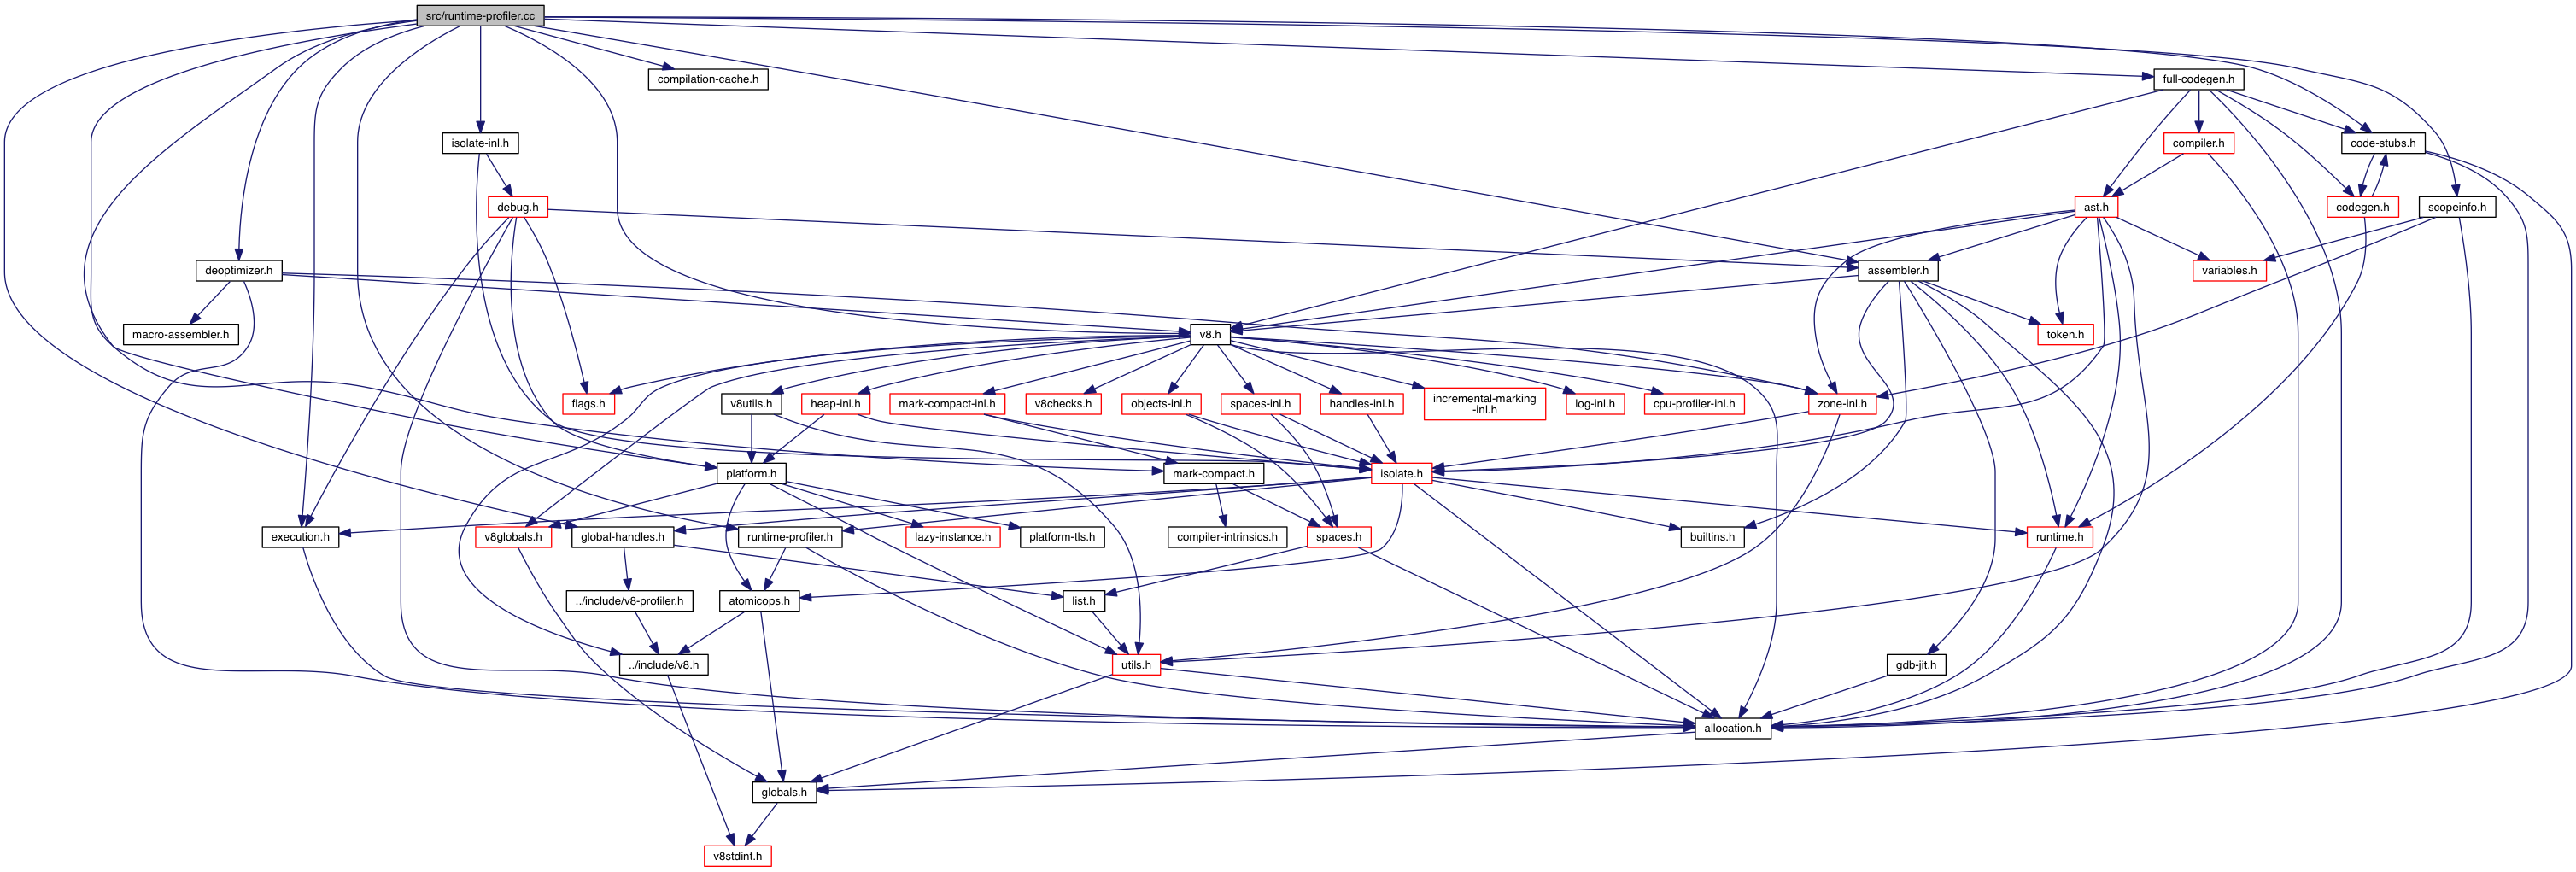 src/runtime-profiler.cc
compilation-cache.h
full-codegen.h
isolate-inl.h
compiler.h
code-stubs.h
debug.h
ast.h
codegen.h
scopeinfo.h
deoptimizer.h
assembler.h
variables.h
macro-assembler.h
v8.h
token.h
flags.h
v8utils.h
heap-inl.h
mark-compact-inl.h
v8checks.h
objects-inl.h
spaces-inl.h
handles-inl.h
incremental-marking
-inl.h
log-inl.h
cpu-profiler-inl.h
zone-inl.h
platform.h
mark-compact.h
isolate.h
execution.h
v8globals.h
global-handles.h
runtime-profiler.h
lazy-instance.h
platform-tls.h
compiler-intrinsics.h
spaces.h
builtins.h
runtime.h
../include/v8-profiler.h
atomicops.h
list.h
../include/v8.h
utils.h
gdb-jit.h
allocation.h
globals.h
v8stdint.h